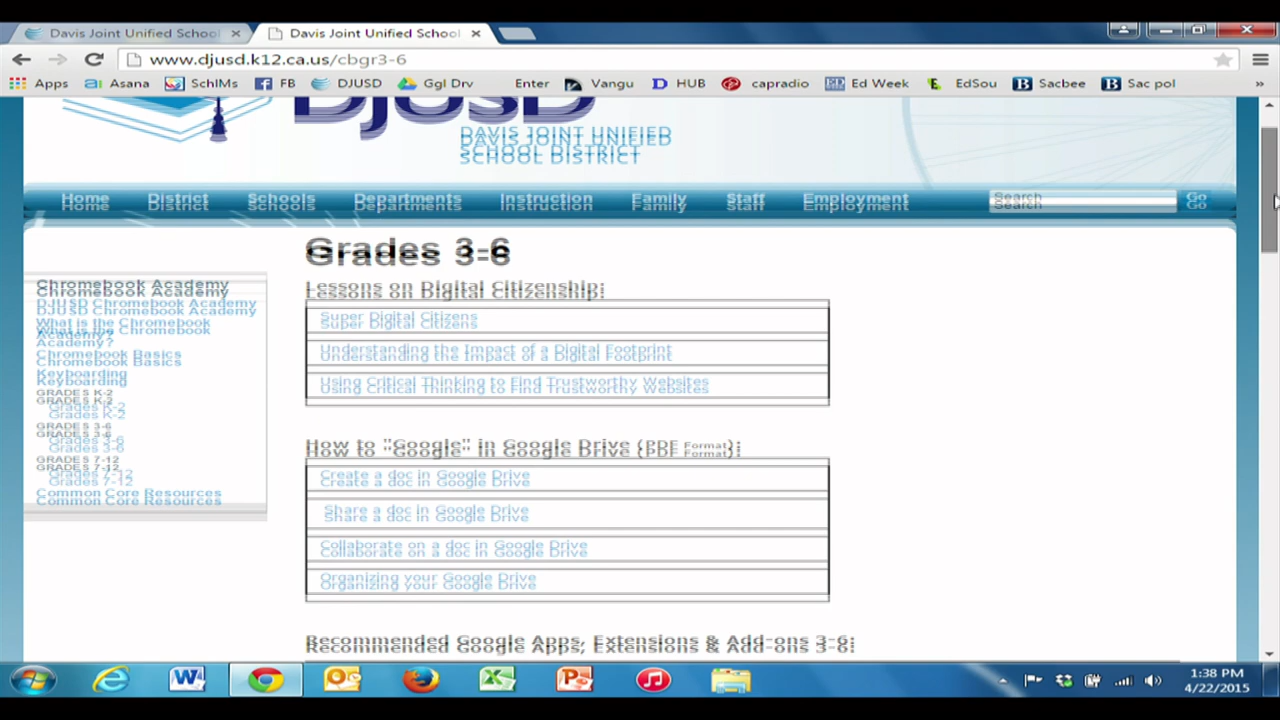 Davis Joint Unified School
Davis Joint Unified School
www.djusd.k12.ca.us/cbgr3-6
Apps Asana SchIMs FB DJUSD Ggl Drv Enter Vangu HUB capradio Ed Week EdSou Sacbee Sac pol »
DJUSD
DAVIS JOINT UNIFIED
SCHOOL DISTRICT
Home District Schools Departments Instruction Family Staff Employment Search Go
Grades 3-6
Chromebook Academy
DJUSD Chromebook Academy
What is the Chromebook
Academy?
Chromebook Basics
Keyboarding
GRADES K-2
Grades K-2
GRADES 3-6
Grades 3-6
GRADES 7-12
Grades 7-12
Common Core Resources
Lessons on Digital Citizenship:
Super Digital Citizens
Understanding the Impact of a Digital Footprint
Using Critical Thinking to Find Trustworthy Websites
How to "Google" in Google Drive (PDF Format):
Create a doc in Google Drive
Share a doc in Google Drive
Collaborate on a doc in Google Drive
Organizing your Google Drive
Recommended Google Apps, Extensions & Add-ons 3-6:
1:38 PM
4/22/2015